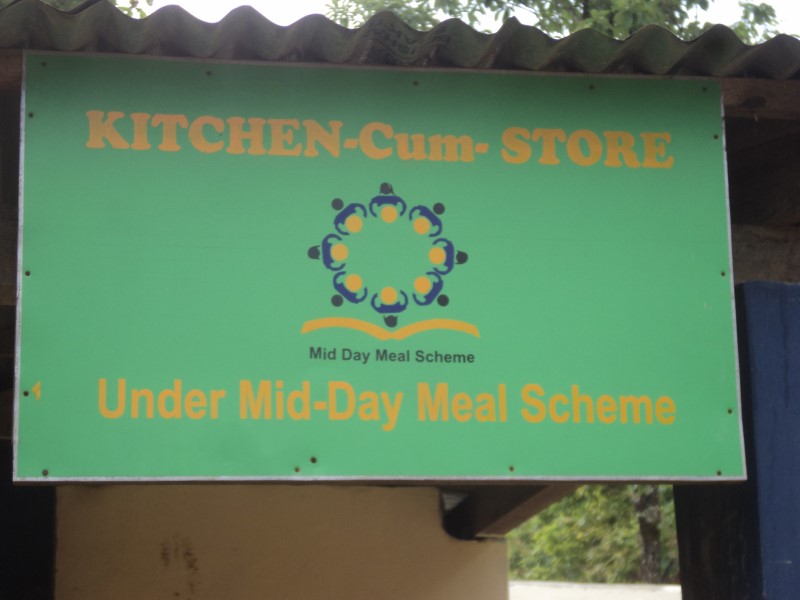 KITCHEN-Cum- STORE
Mid Day Meal Scheme
Under Mid-Day Meal Scheme